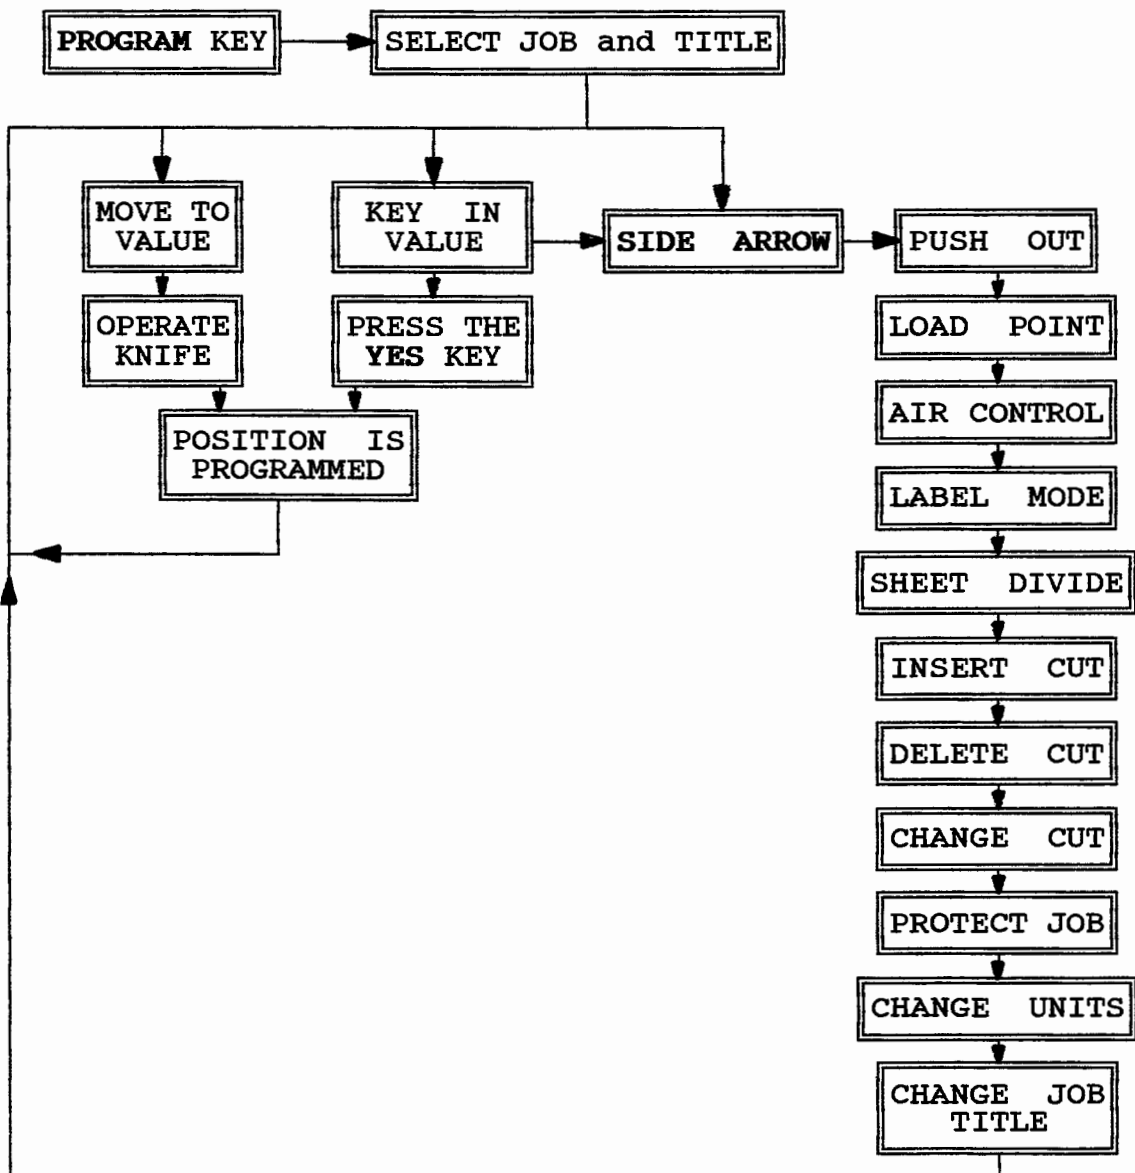 PROGRAM KEY
SELECT JOB and TITLE
MOVE TO
VALUE
KEY IN
VALUE
SIDE ARROW
PUSH OUT
OPERATE
KNIFE
PRESS THE
YES KEY
LOAD POINT
POSITION IS
PROGRAMMED
AIR CONTROL
LABEL MODE
SHEET DIVIDE
INSERT CUT
DELETE CUT
CHANGE CUT
PROTECT JOB
CHANGE UNITS
CHANGE JOB
TITLE